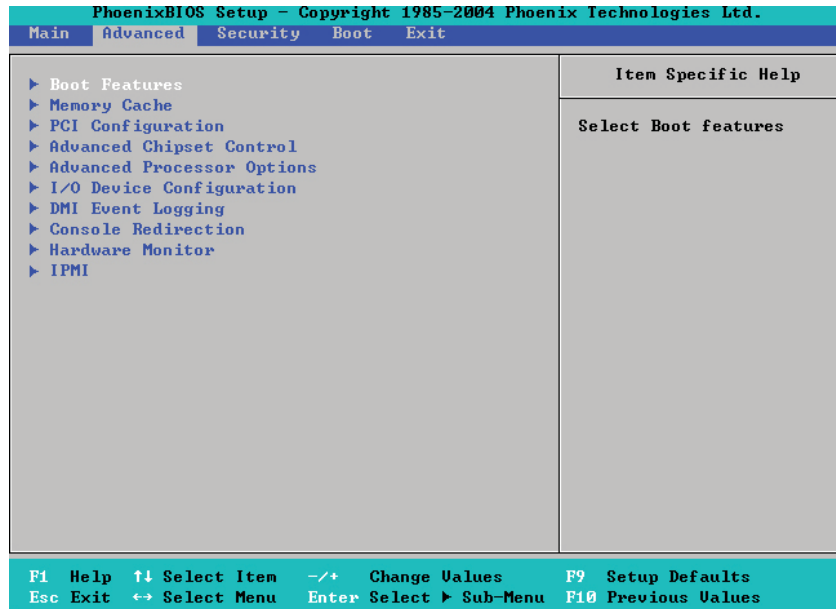 PhoenixBIOS Setup - Copyright 1985-2004 Phoenix Technologies Ltd.
Main Advanced Security Boot Exit
Item Specific Help
Select Boot features
▶ Boot Features
▶ Memory Cache
▶ PCI Configuration
▶ Advanced Chipset Control
▶ Advanced Processor Options
▶ I/O Device Configuration
▶ DMI Event Logging
▶ Console Redirection
▶ Hardware Monitor
▶ IPMI
F1 Help ↑↓ Select Item -/+ Change Values F9 Setup Defaults
Esc Exit ↔ Select Menu Enter Select ▶ Sub-Menu F10 Previous Values